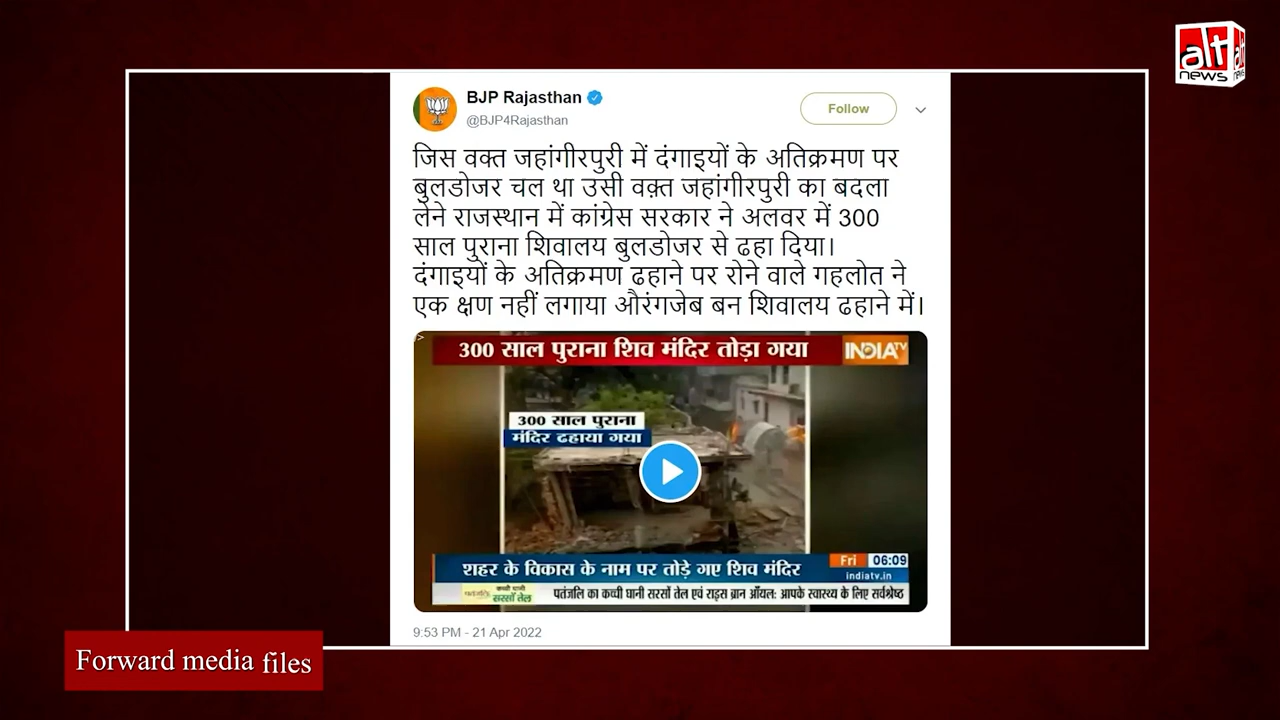 alt
news
BJP Rajasthan
@BJP4Rajasthan
Follow
जिस वक्त जहांगीरपुरी में दंगाइयों के अतिक्रमण पर
बुलडोजर चल था उसी वक़्त जहांगीरपुरी का बदला
लेने राजस्थान में कांग्रेस सरकार ने अलवर में 300
साल पुराना शिवालय बुलडोजर से ढहा दिया।
दंगाइयों के अतिक्रमण ढहाने पर रोने वाले गहलोत ने
एक क्षण नहीं लगाया औरंगजेब बन शिवालय ढहाने में।
300 साल पुराना शिव मंदिर तोड़ा गया
INDIA TV
300 साल पुराना
मंदिर ढहाया गया
शहर के विकास के नाम पर तोड़े गए शिव मंदिर
Fri 06:09
indiatv.in
पतंजलि कच्ची घानी
सरसों तेल
पतंजलि का कच्ची घानी सरसों तेल एवं राइस ब्रान ऑयल: आपके स्वास्थ्य के लिए सर्वश्रेष्ठ
9:53 PM - 21 Apr 2022
Forward media files